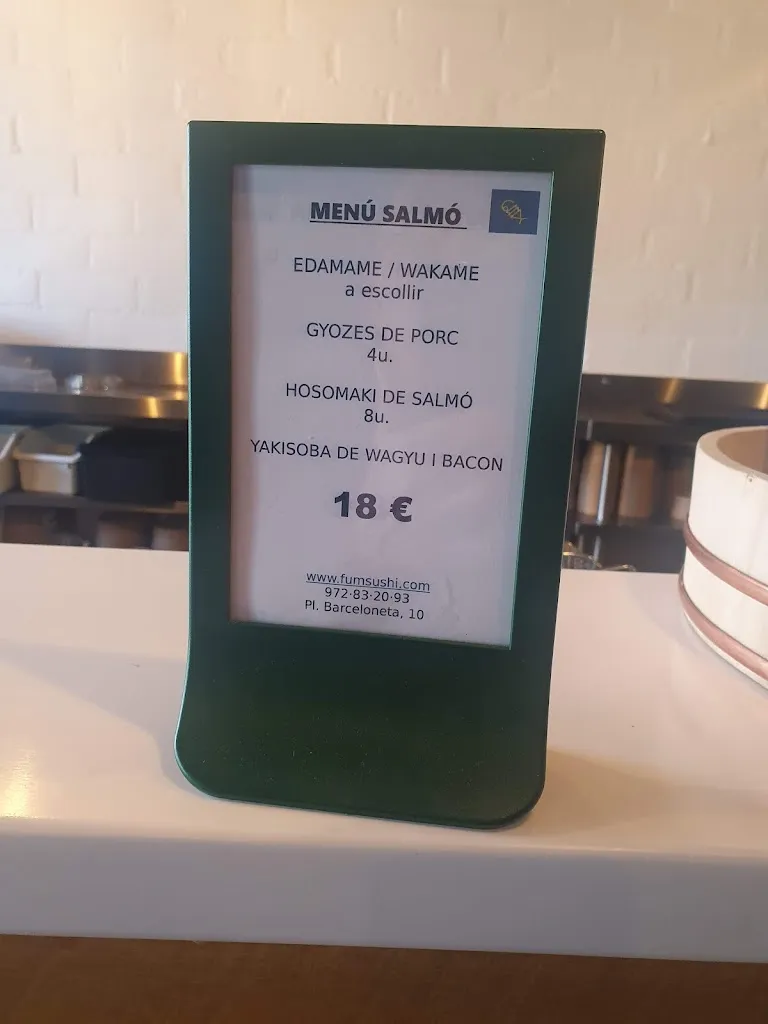 MENÚ SALMÓ
EDAMAME / WAKAME
a escollir
GYOZES DE PORC
4u.
HOSOMAKI DE SALMÓ
8u.
YAKISOBA DE WAGYU I BACON
18 €
www.fumsushi.com
972·83·20·93
Pl. Barceloneta, 10